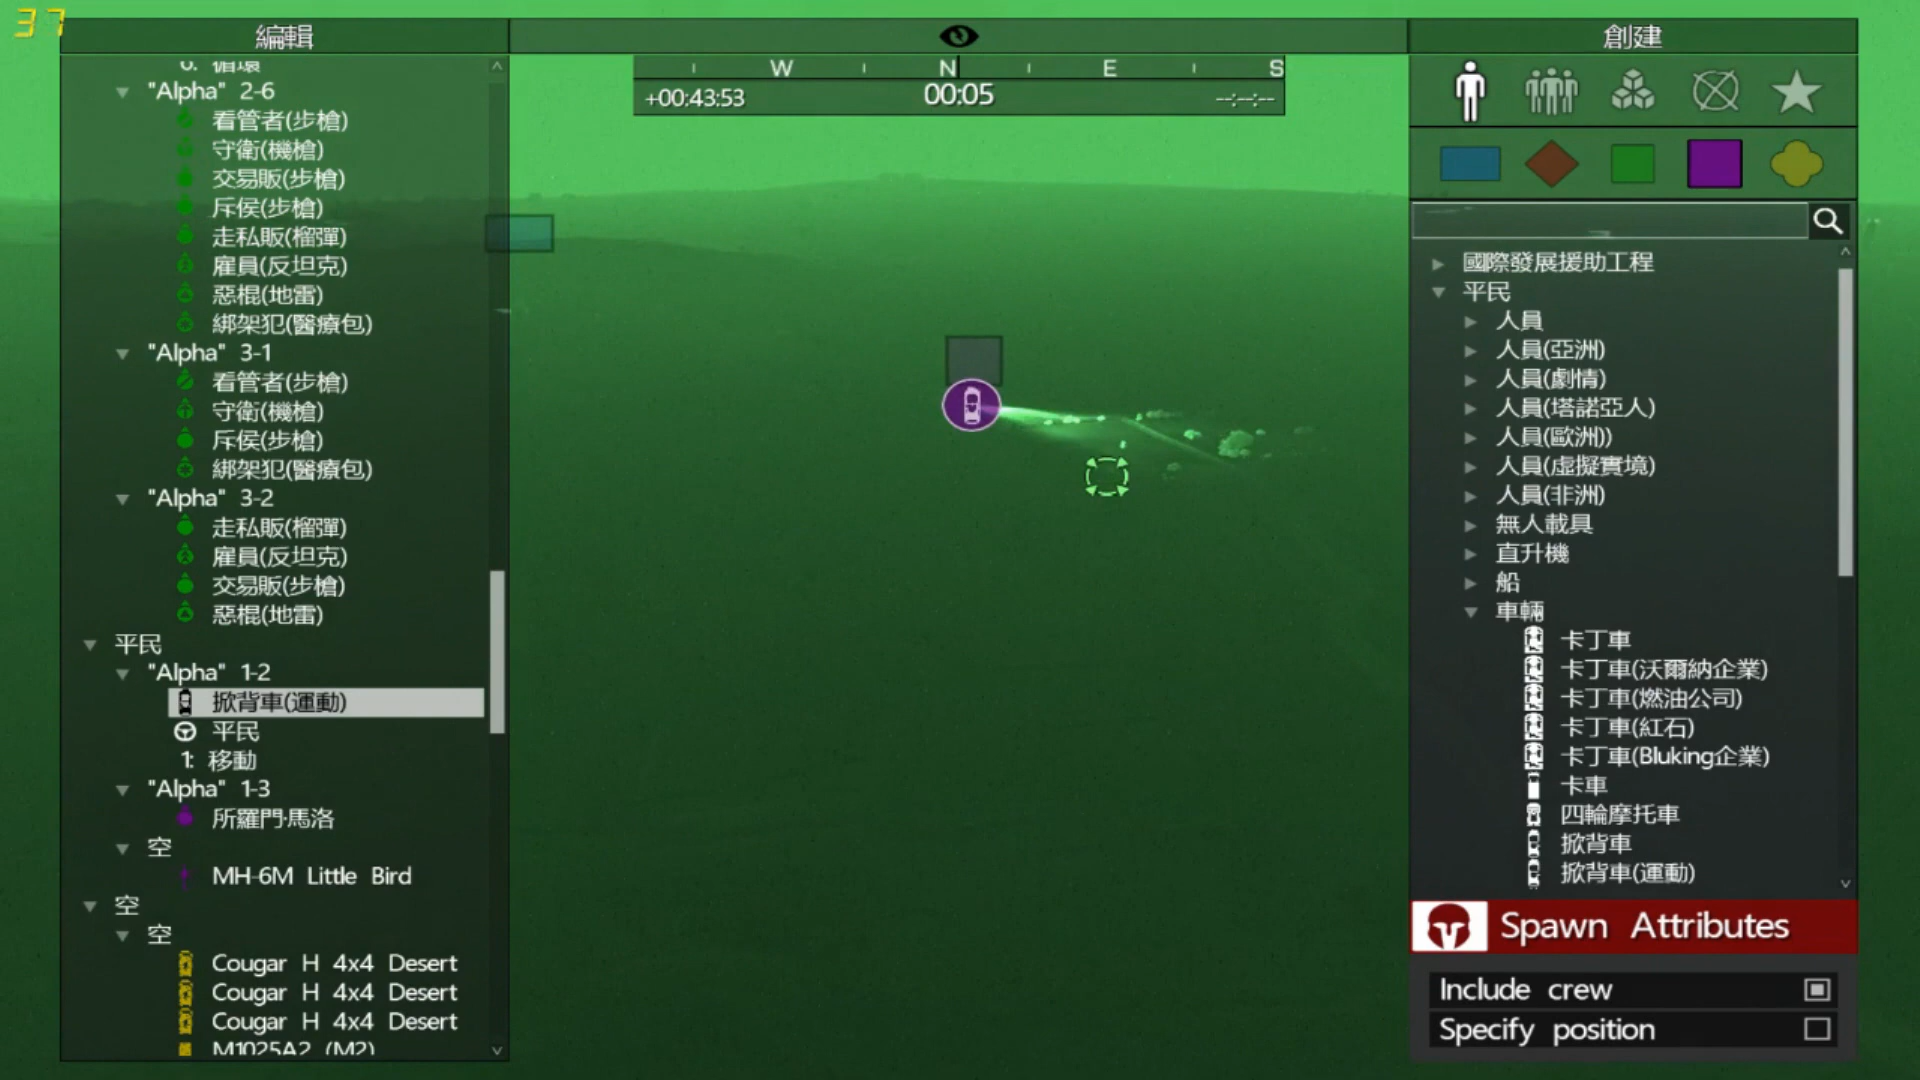 37
編輯
循環
"Alpha" 2-6
看管者(步槍)
守衛(機槍)
交易販(步槍)
斥侯(步槍)
走私販(榴彈)
雇員(反坦克)
惡棍(地雷)
綁架犯(醫療包)
"Alpha" 3-1
看管者(步槍)
守衛(機槍)
斥侯(步槍)
綁架犯(醫療包)
"Alpha" 3-2
走私販(榴彈)
雇員(反坦克)
交易販(步槍)
惡棍(地雷)
平民
"Alpha" 1-2
掀背車(運動)
平民
1: 移動
"Alpha" 1-3
所羅門·馬洛
空
MH-6M Little Bird
空
空
Cougar H 4x4 Desert
Cougar H 4x4 Desert
Cougar H 4x4 Desert
M1025A2 (M2)
W N E S
+00:43:53 00:05 --:--:--
創建
國際發展援助工程
平民
人員
人員(亞洲)
人員(劇情)
人員(塔諾亞人)
人員(歐洲))
人員(虛擬實境)
人員(非洲)
無人載具
直升機
船
車輛
卡丁車
卡丁車(沃爾納企業)
卡丁車(燃油公司)
卡丁車(紅石)
卡丁車(Bluking企業)
卡車
四輪摩托車
掀背車
掀背車(運動)
Spawn Attributes
Include crew
Specify position